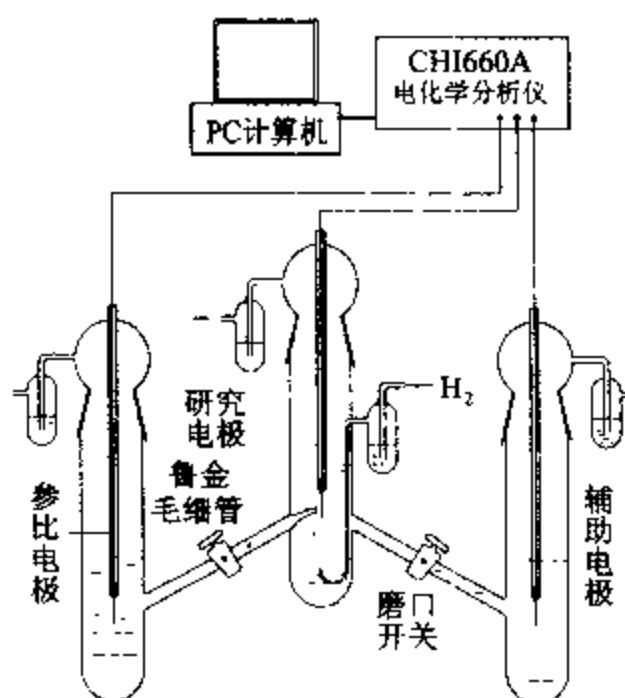 CHI660A
电化学分析仪
PC计算机
H₂
研究
电极
鲁金
毛细管
参比
电极
磨口
开关
辅助
电极